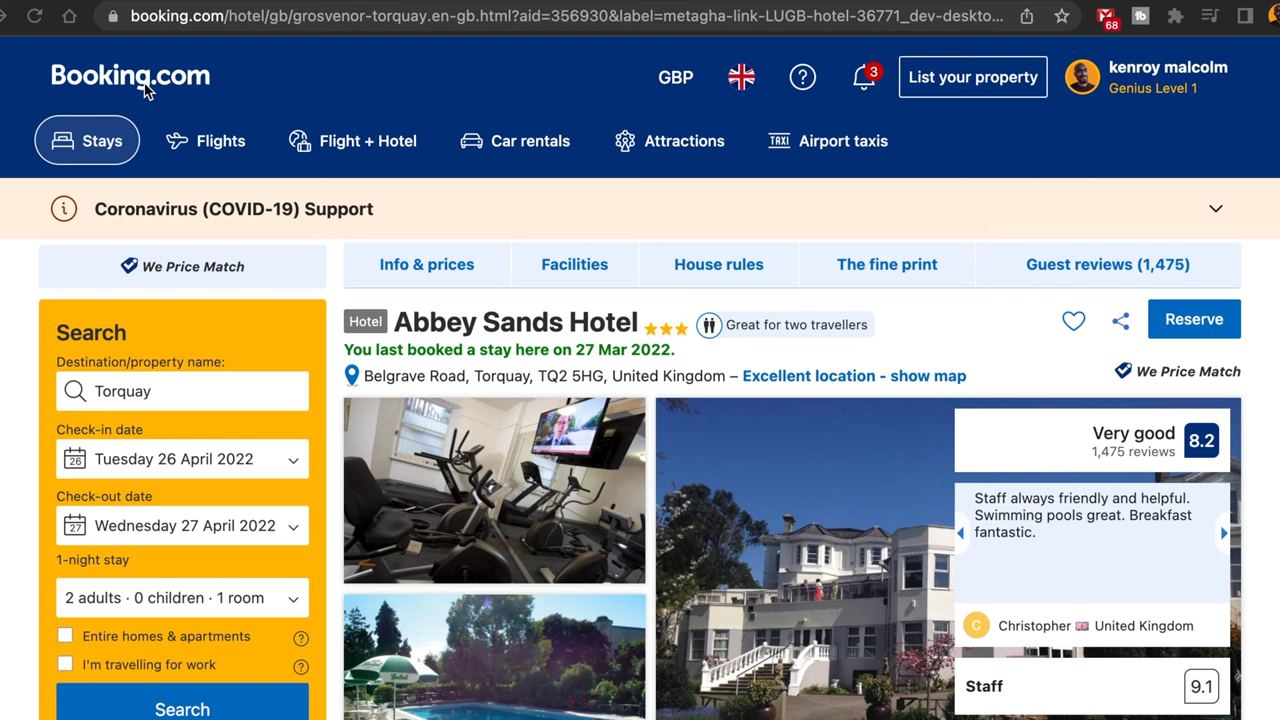 booking.com/hotel/gb/grosvenor-torquay.en-gb.html?aid=356930&label=metagha-link-LUGB-hotel-36771_dev-deskto...
68
Booking.com
GBP
3
List your property
kenroy malcolm
Genius Level 1
Stays
Flights
Flight + Hotel
Car rentals
Attractions
TAXI Airport taxis
Coronavirus (COVID-19) Support
We Price Match
Info & prices
Facilities
House rules
The fine print
Guest reviews (1,475)
Search
Destination/property name:
Torquay
Check-in date
26 Tuesday 26 April 2022
Check-out date
27 Wednesday 27 April 2022
1-night stay
2 adults · 0 children · 1 room
Entire homes & apartments
I'm travelling for work
Search
Hotel Abbey Sands Hotel
Great for two travellers
Reserve
You last booked a stay here on 27 Mar 2022.
Belgrave Road, Torquay, TQ2 5HG, United Kingdom – Excellent location - show map
We Price Match
Very good 8.2
1,475 reviews
Staff always friendly and helpful.
Swimming pools great. Breakfast
fantastic.
C Christopher United Kingdom
Staff 9.1